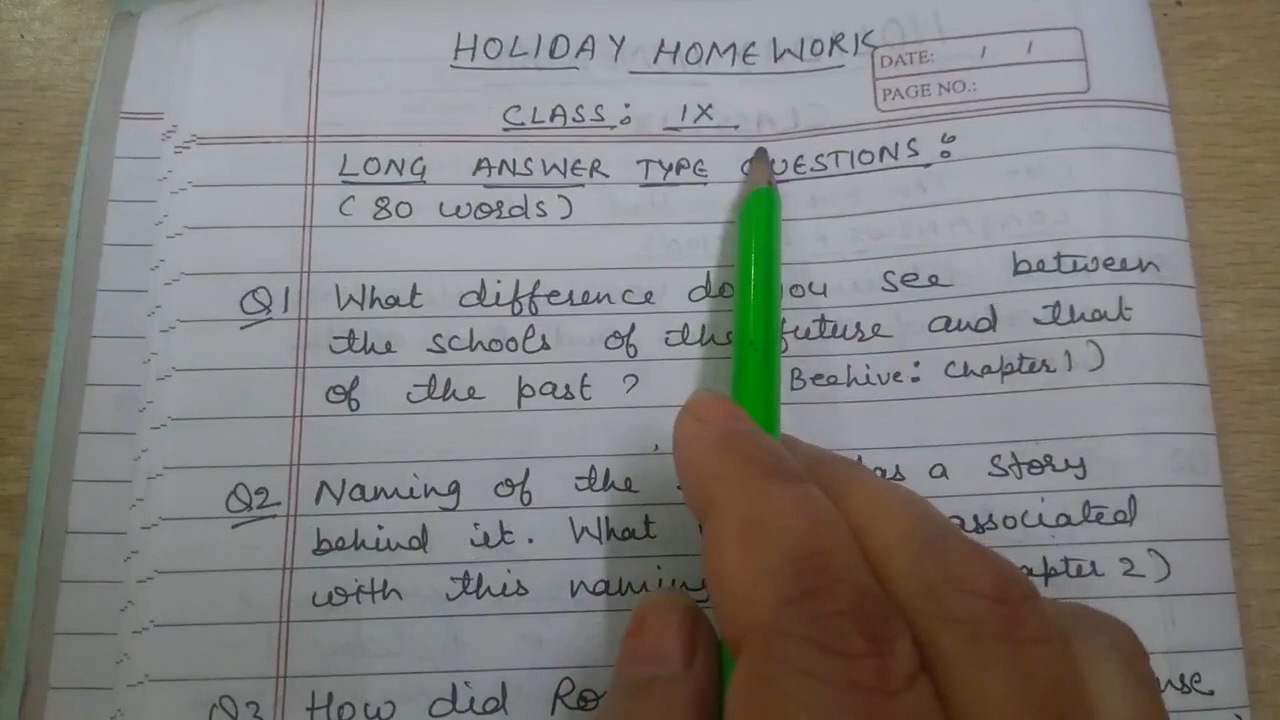 HOLIDAY HOMEWORK
DATE: / /
PAGE NO.:
CLASS: IX
LONG ANSWER TYPE QUESTIONS:
(80 words)
Q1 What difference do you see between
the schools of the future and that
of the past? Beehive: Chapter 1)
Q2 Naming of the has a story
behind it. What associated
with this naming 2)
Q3 How did